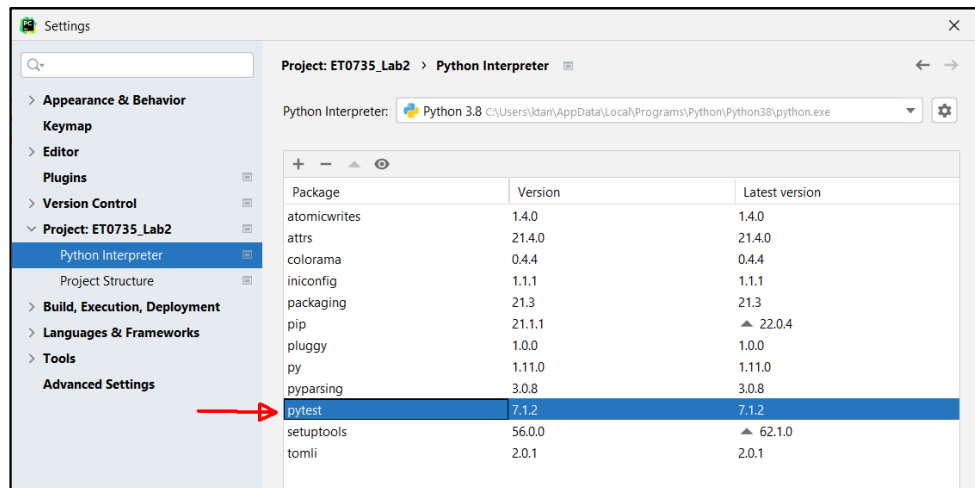 Settings
Project: ET0735_Lab2 > Python Interpreter
Appearance & Behavior
Keymap
Editor
Plugins
Version Control
Project: ET0735_Lab2
Python Interpreter
Project Structure
Build, Execution, Deployment
Languages & Frameworks
Tools
Advanced Settings
Python Interpreter: Python 3.8 C:\Users\ktan\AppData\Local\Programs\Python\Python38\python.exe
Package Version Latest version
atomicwrites 1.4.0 1.4.0
attrs 21.4.0 21.4.0
colorama 0.4.4 0.4.4
iniconfig 1.1.1 1.1.1
packaging 21.3 21.3
pip 21.1.1 22.0.4
pluggy 1.0.0 1.0.0
py 1.11.0 1.11.0
pyparsing 3.0.8 3.0.8
pytest 7.1.2 7.1.2
setuptools 56.0.0 62.1.0
tomli 2.0.1 2.0.1